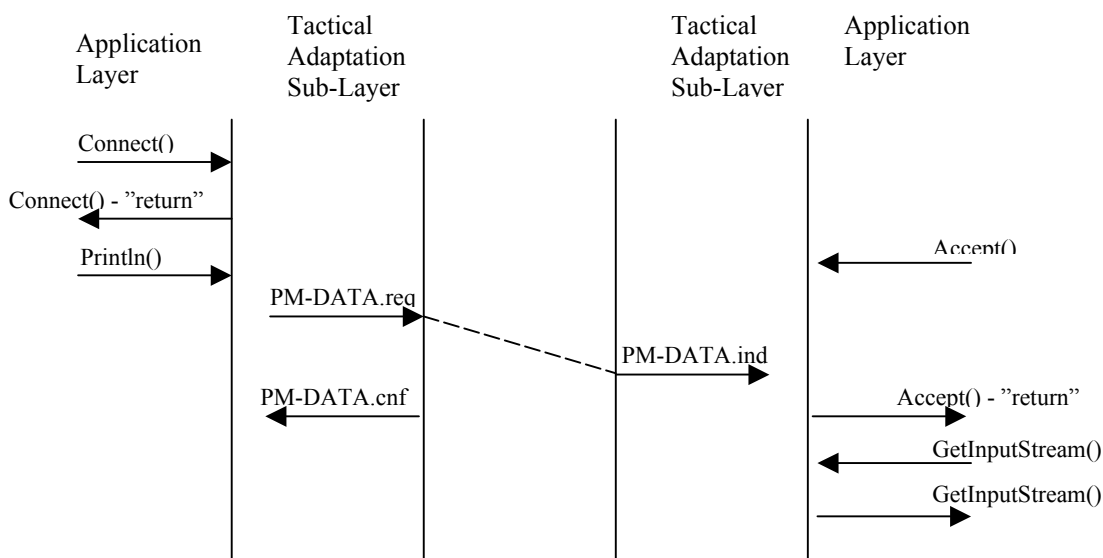 Application
Layer
Tactical
Adaptation
Sub-Layer
Tactical
Adaptation
Sub-Layer
Application
Layer
Connect()
Connect() - ”return”
Println()
Accept()
PM-DATA.req
PM-DATA.ind
PM-DATA.cnf
Accept() - ”return”
GetInputStream()
GetInputStream()